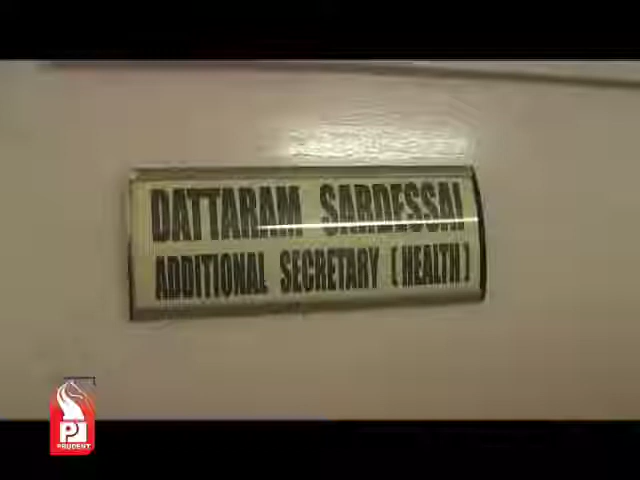 DATTARAM SARDESSAI
ADDITIONAL SECRETARY (HEALTH)
PRUDENT